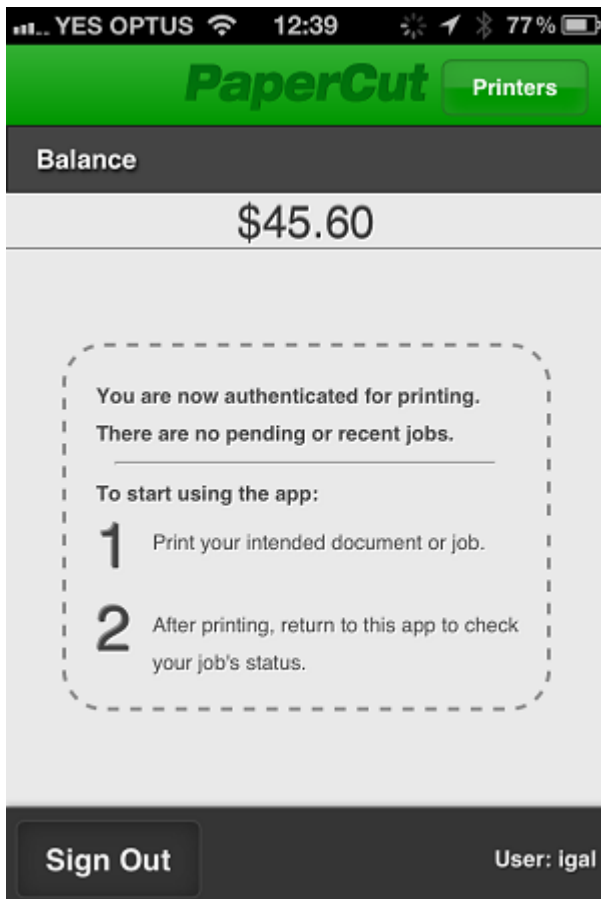 YES OPTUS 12:39 77%
PaperCut Printers
Balance
$45.60
You are now authenticated for printing.
There are no pending or recent jobs.
To start using the app:
1 Print your intended document or job.
2 After printing, return to this app to check
your job's status.
Sign Out User: igal